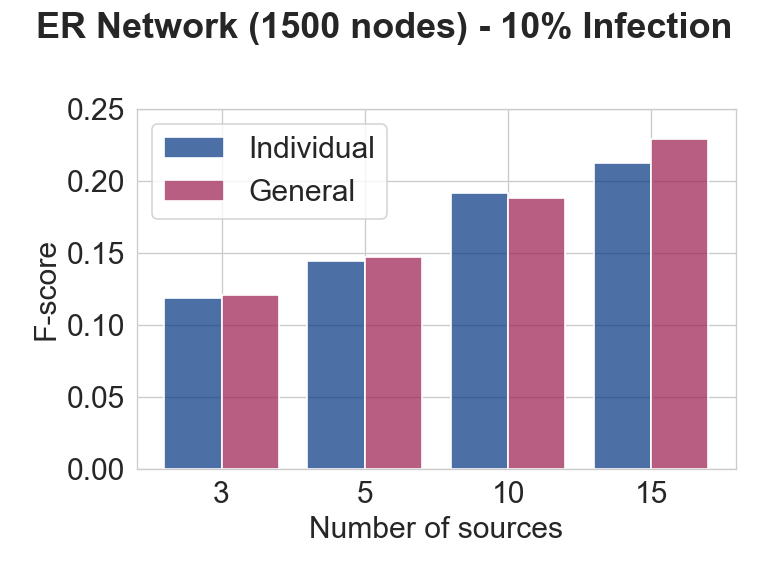 ER Network (1500 nodes) - 10% Infection
0.25
0.20
0.15
0.10
0.05
0.00
F-score
Individual
General
3 5 10 15
Number of sources